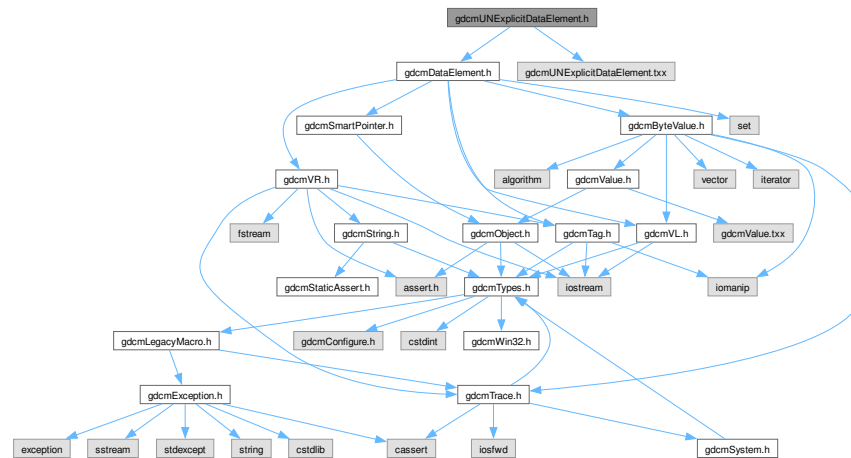 gdcmUNExplicitDataElement.h
gdcmDataElement.h
gdcmUNExplicitDataElement.txx
gdcmSmartPointer.h
gdcmByteValue.h
set
gdcmVR.h
algorithm
gdcmValue.h
vector
iterator
fstream
gdcmString.h
gdcmObject.h
gdcmTag.h
gdcmVL.h
gdcmValue.txx
gdcmStaticAssert.h
assert.h
gdcmTypes.h
iostream
iomanip
gdcmLegacyMacro.h
gdcmConfigure.h
cstdint
gdcmWin32.h
gdcmException.h
gdcmTrace.h
exception
sstream
stdexcept
string
cstdlib
cassert
iosfwd
gdcmSystem.h